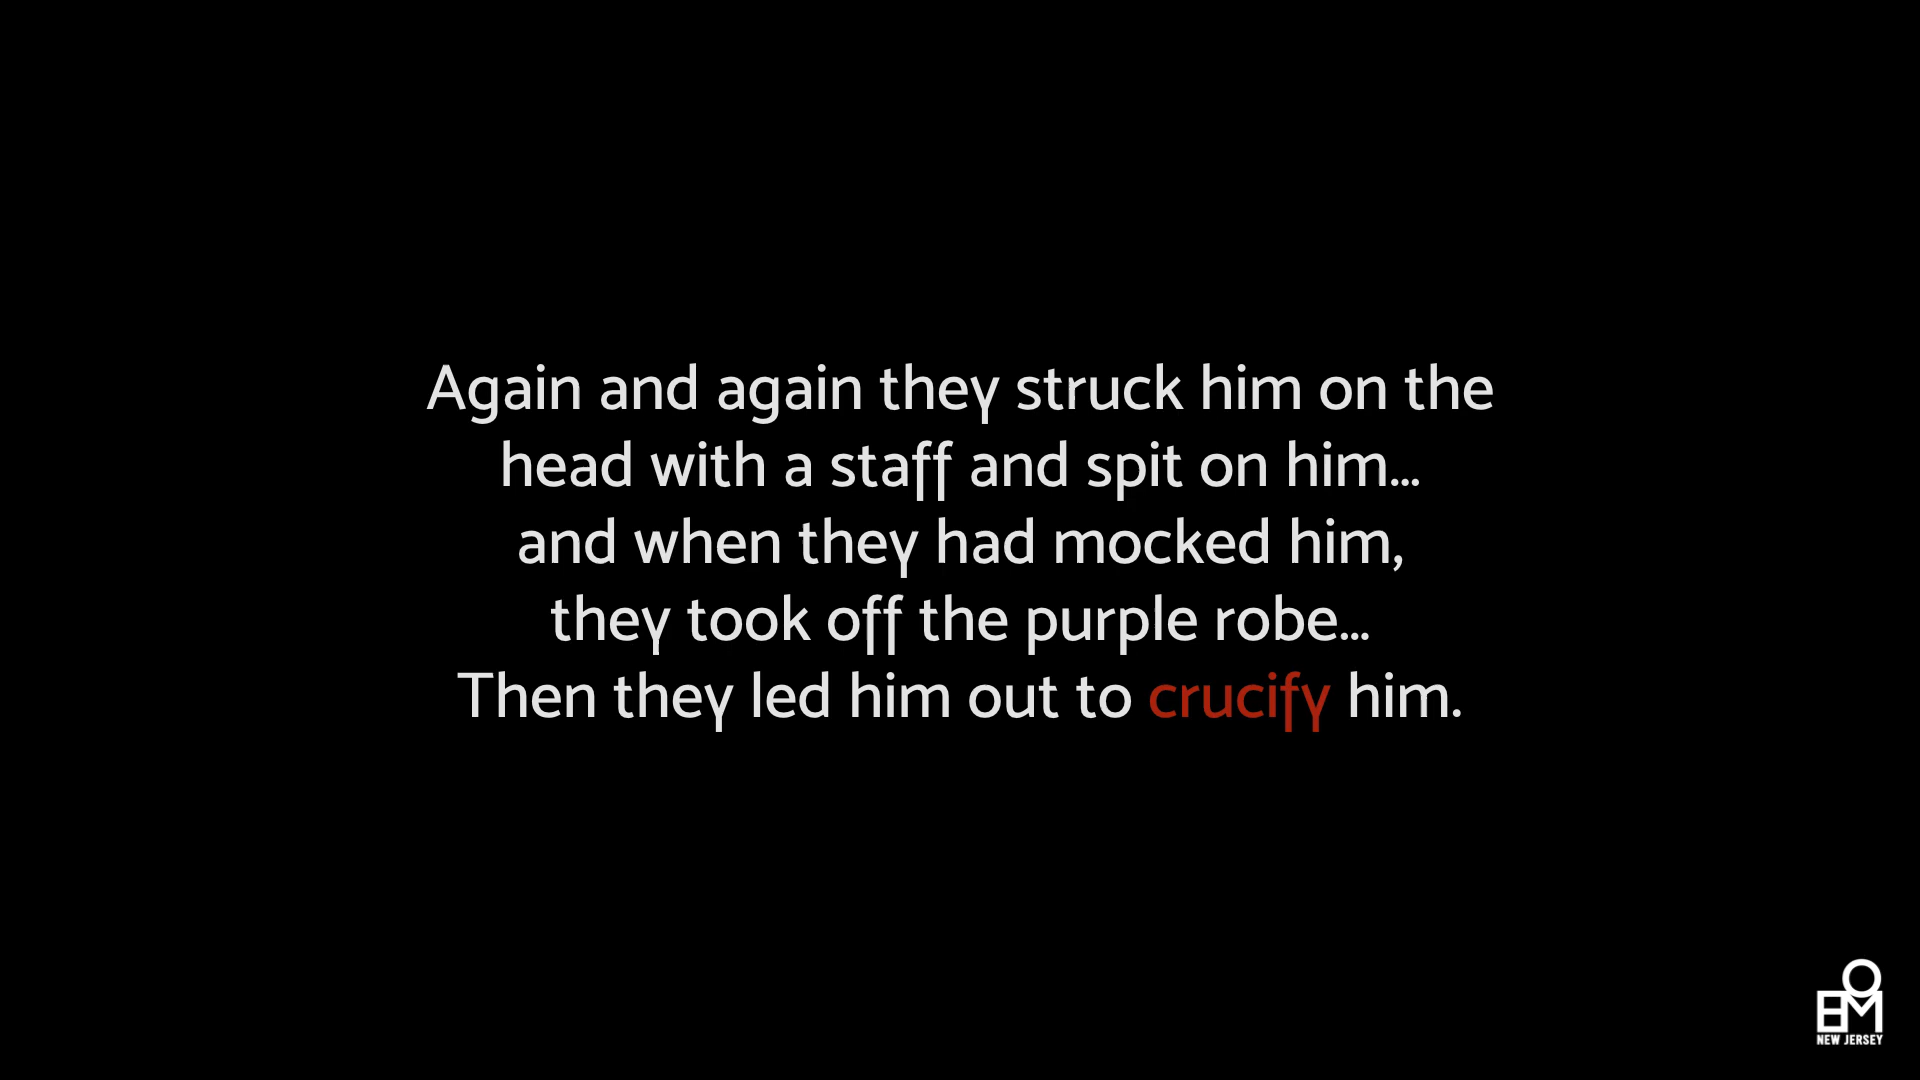 Again and again they struck him on the
head with a staff and spit on him...
and when they had mocked him,
they took off the purple robe...
Then they led him out to crucify him.
EMO
NEW JERSEY